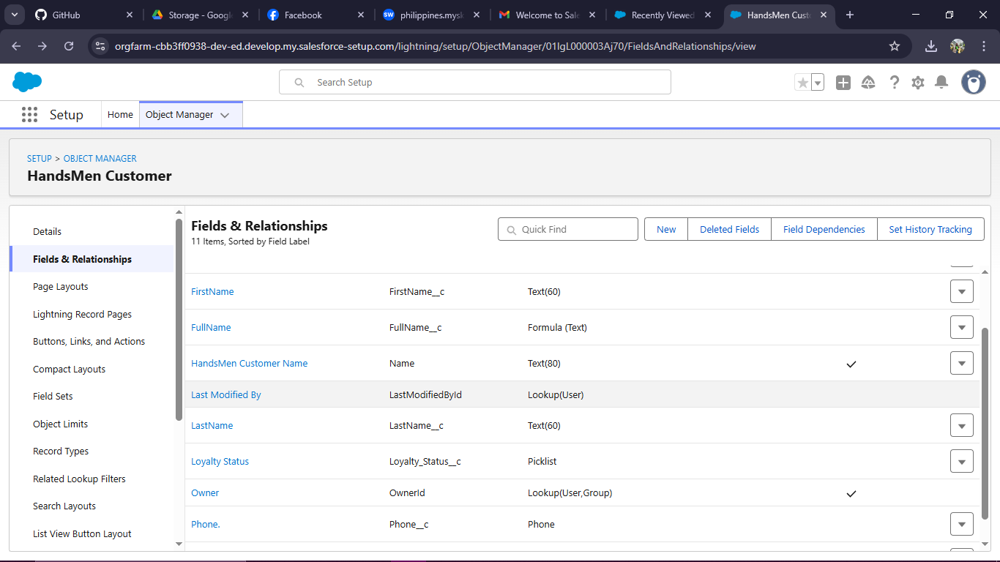 GitHub
Storage - Google
Facebook
philippines.mysk
Welcome to Sale
Recently Viewed
HandsMen Custo
orgfarm-cbb3ff0938-dev-ed.develop.my.salesforce-setup.com/lightning/setup/ObjectManager/01IgL000003Aj70/FieldsAndRelationships/view
Search Setup
Setup
Home
Object Manager
SETUP > OBJECT MANAGER
HandsMen Customer
Details
Fields & Relationships
Page Layouts
Lightning Record Pages
Buttons, Links, and Actions
Compact Layouts
Field Sets
Object Limits
Record Types
Related Lookup Filters
Search Layouts
List View Button Layout
Fields & Relationships
11 Items, Sorted by Field Label
Quick Find
New
Deleted Fields
Field Dependencies
Set History Tracking
FirstName FirstName__c Text(60)
FullName FullName__c Formula (Text)
HandsMen Customer Name Name Text(80)
Last Modified By LastModifiedById Lookup(User)
LastName LastName__c Text(60)
Loyalty Status Loyalty_Status__c Picklist
Owner OwnerId Lookup(User,Group)
Phone. Phone__c Phone